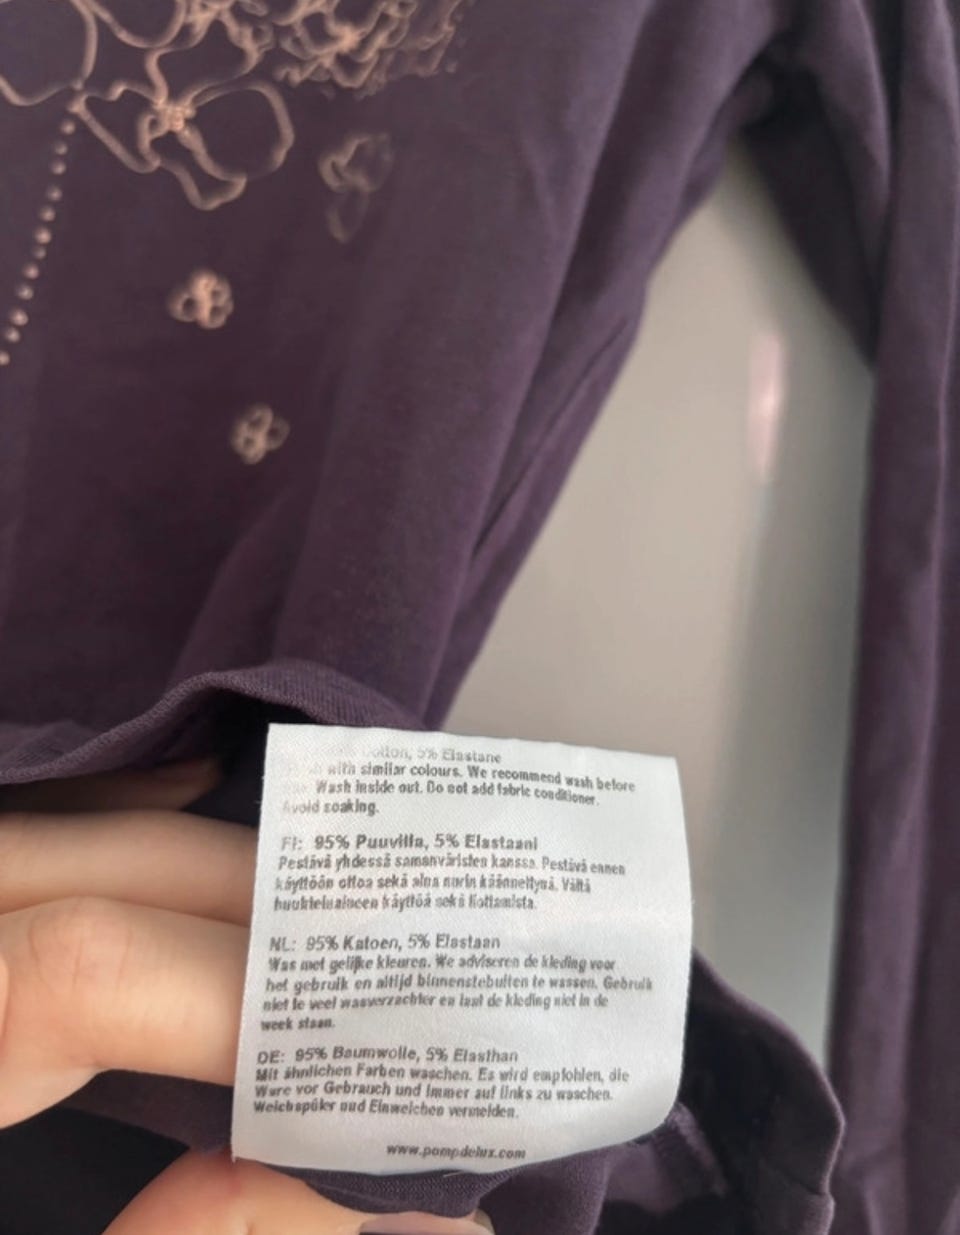 Cotton, 5% Elastane
with similar colours. We recommend wash before
Wash inside out. Do not add fabric conditioner.
Avoid soaking.
FI: 95% Puuvilla, 5% Elastaani
Pestävä yhdessä samanväristen kanssa. Pestävä ennen
käyttöön ottoa sekä aina nurin käännettynä. Vältä
huuhteluaineen käyttöä sekä liottamista.
NL: 95% Katoen, 5% Elastaan
Was met gelijke kleuren. We adviseren de kleding voor
het gebruik en altijd binnenstebuiten te wassen. Gebruik
niet te veel wasverzachter en laat de kleding niet in de
week staan.
DE: 95% Baumwolle, 5% Elasthan
Mit ähnlichen Farben waschen. Es wird empfohlen, die
Ware vor Gebrauch und immer auf links zu waschen.
Weichspüler und Einweichen vermeiden.
www.pompdelux.com